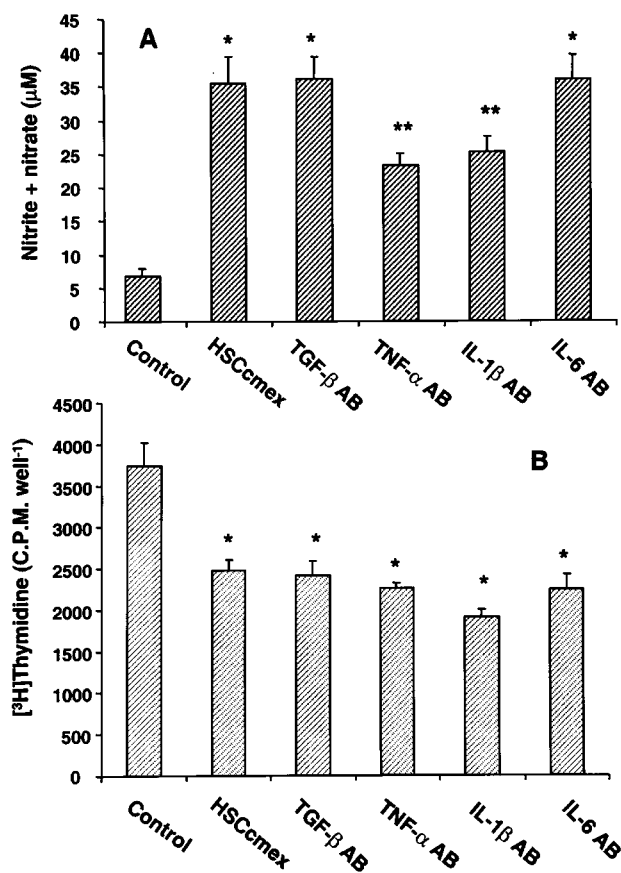 A
Nitrite + nitrate (µM)
45
40
35
30
25
20
15
10
5
0
*
*
**
**
*
Control
HSCcmex
TGF-β AB
TNF-α AB
IL-1β AB
IL-6 AB
B
[³H]Thymidine (C.P.M. well⁻¹)
4500
4000
3500
3000
2500
2000
1500
1000
500
0
*
*
*
*
*
Control
HSCcmex
TGF-β AB
TNF-α AB
IL-1β AB
IL-6 AB